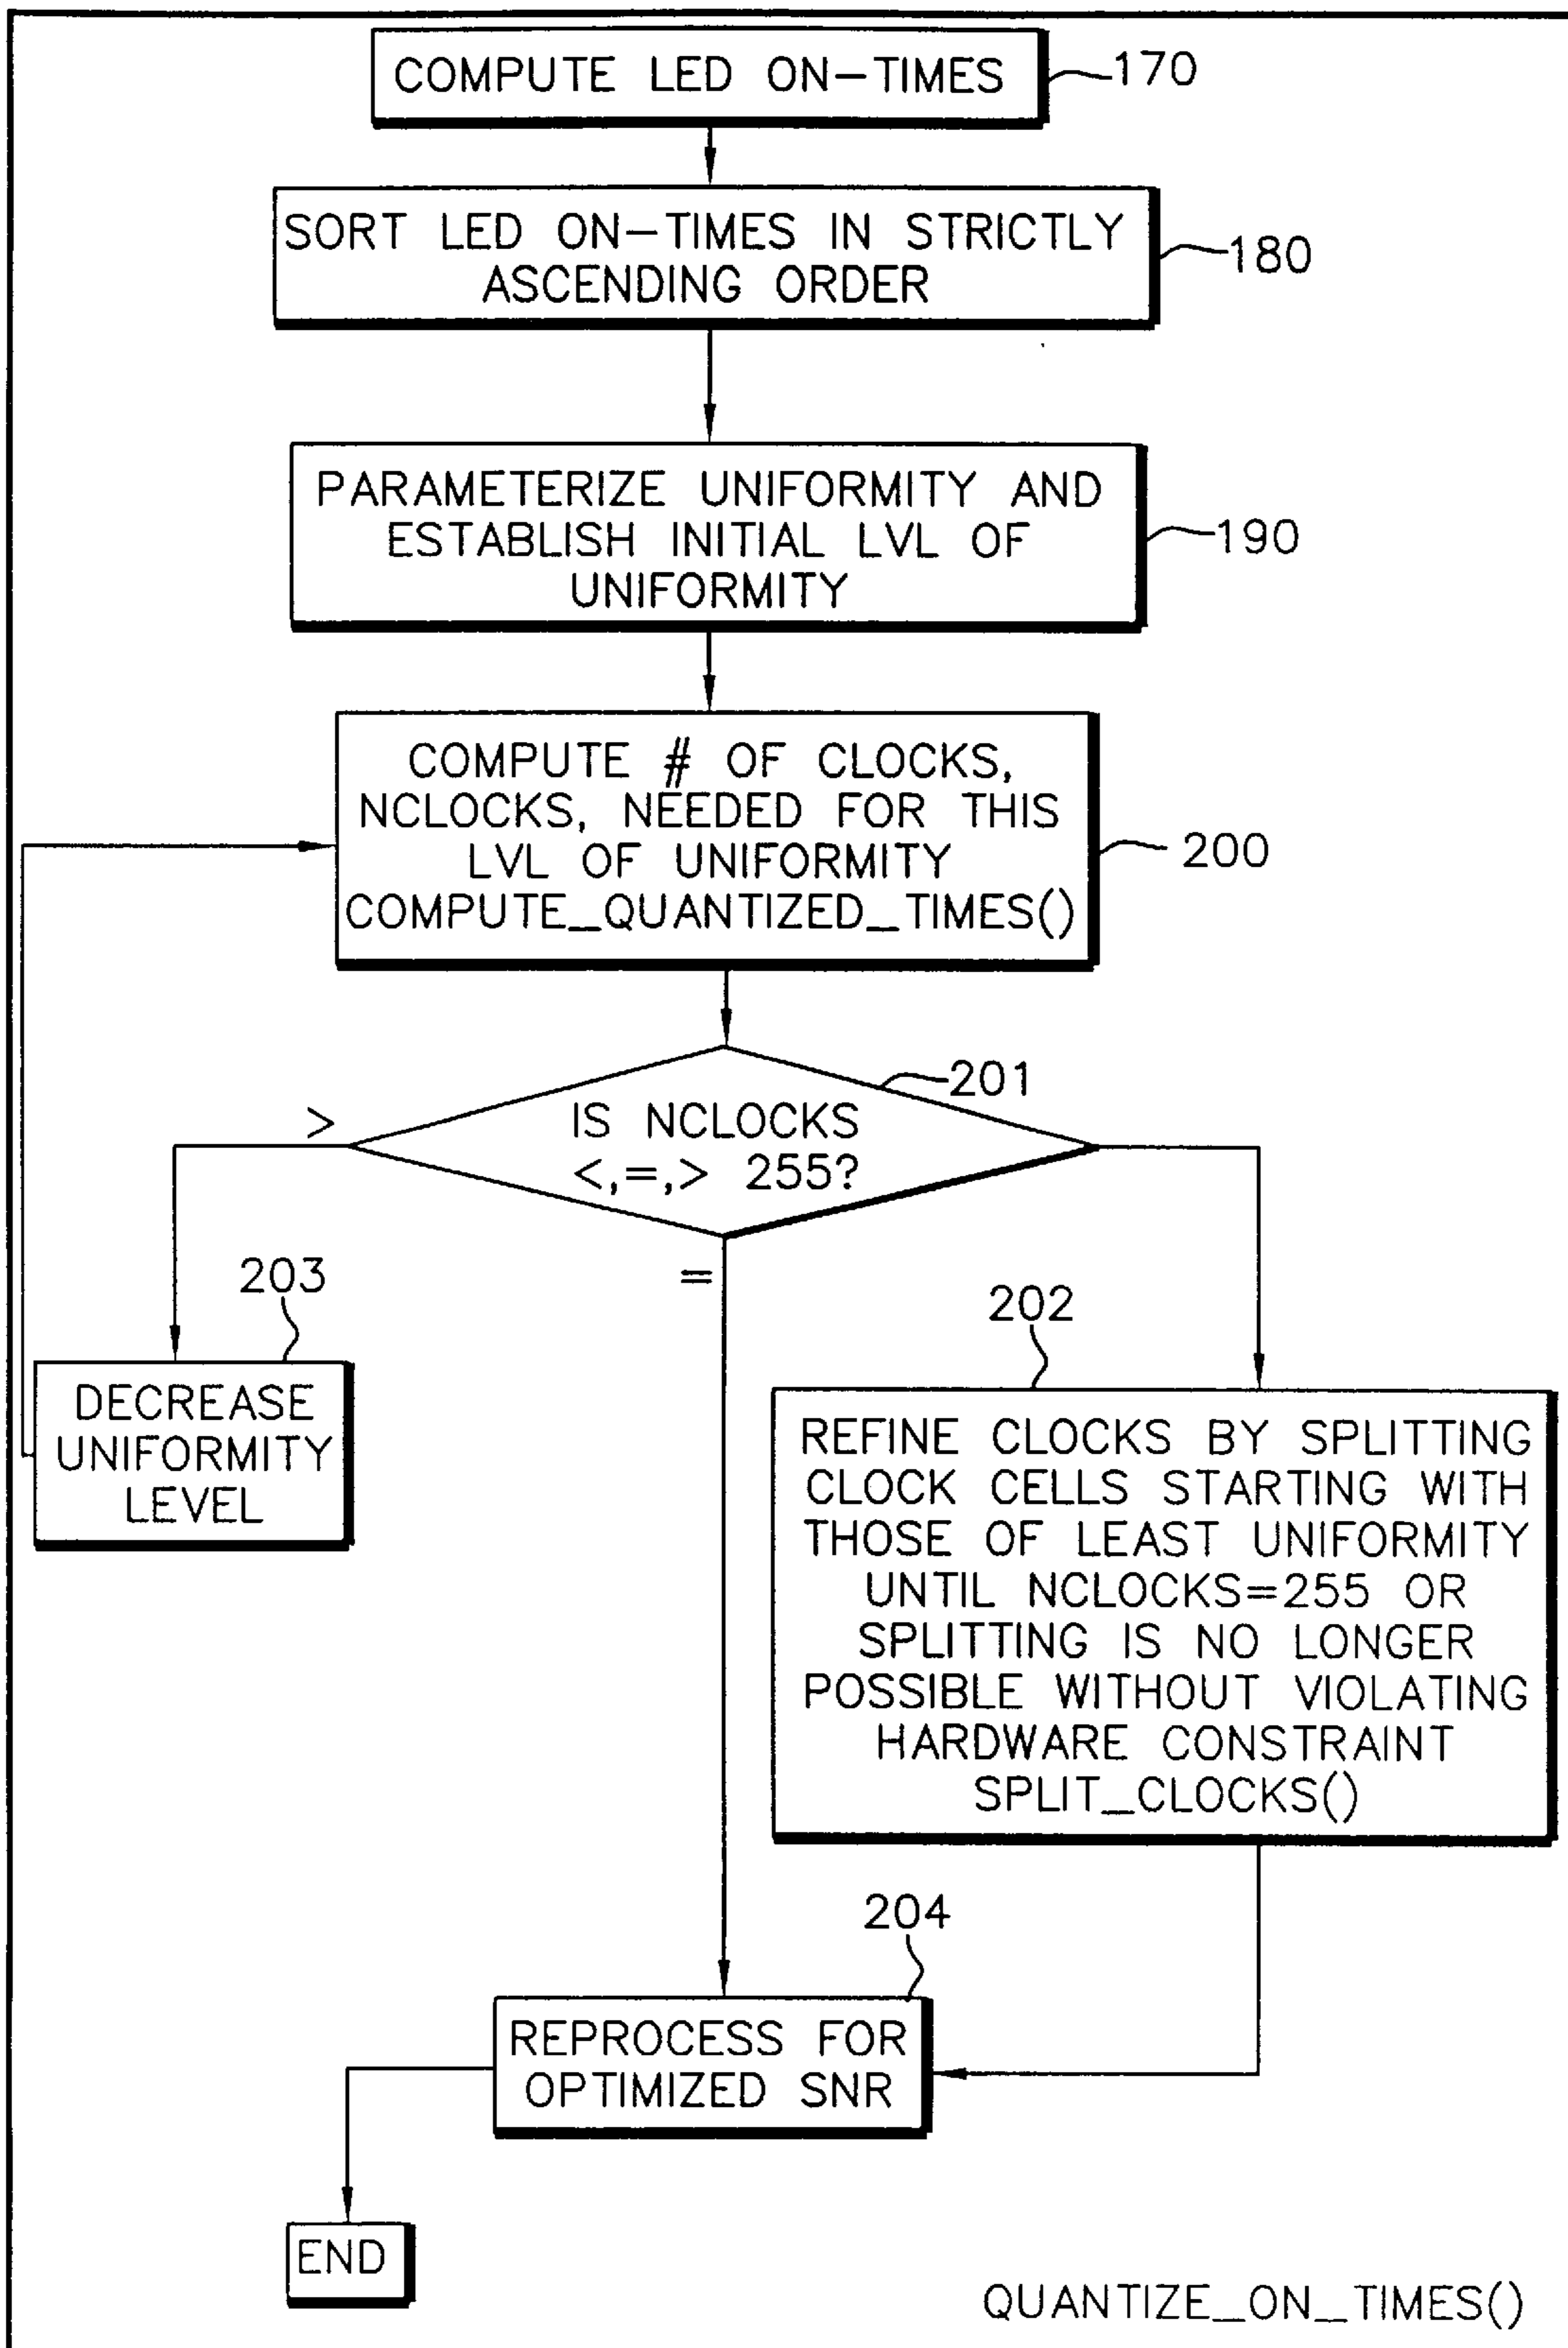 COMPUTE LED ON-TIMES
170
SORT LED ON-TIMES IN STRICTLY
ASCENDING ORDER
180
PARAMETERIZE UNIFORMITY AND
ESTABLISH INITIAL LVL OF
UNIFORMITY
190
COMPUTE # OF CLOCKS,
NCLOCKS, NEEDED FOR THIS
LVL OF UNIFORMITY
COMPUTE_QUANTIZED_TIMES()
200
201
>
IS NCLOCKS
<,=,> 255?
=
203
DECREASE
UNIFORMITY
LEVEL
202
REFINE CLOCKS BY SPLITTING
CLOCK CELLS STARTING WITH
THOSE OF LEAST UNIFORMITY
UNTIL NCLOCKS=255 OR
SPLITTING IS NO LONGER
POSSIBLE WITHOUT VIOLATING
HARDWARE CONSTRAINT
SPLIT_CLOCKS()
204
REPROCESS FOR
OPTIMIZED SNR
END
QUANTIZE_ON_TIMES()